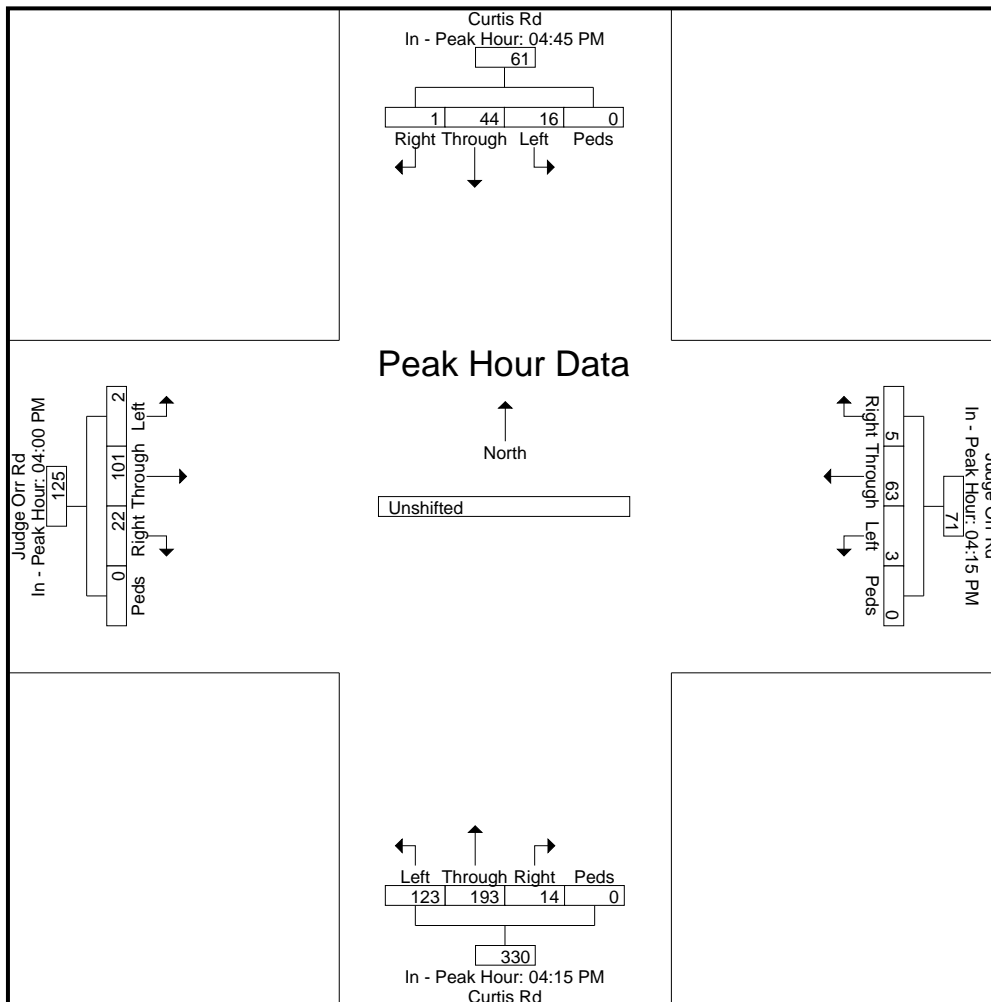 Curtis Rd
In - Peak Hour: 04:45 PM
61
1 44 16 0
Right Through Left Peds
Peak Hour Data
North
Unshifted
Judge Orr Rd
In - Peak Hour: 04:00 PM
125
2 101 22 0
Left Through Right Peds
Judge Orr Rd
In - Peak Hour: 04:15 PM
71
5 63 3 0
Right Through Left Peds
Left Through Right Peds
123 193 14 0
330
In - Peak Hour: 04:15 PM
Curtis Rd